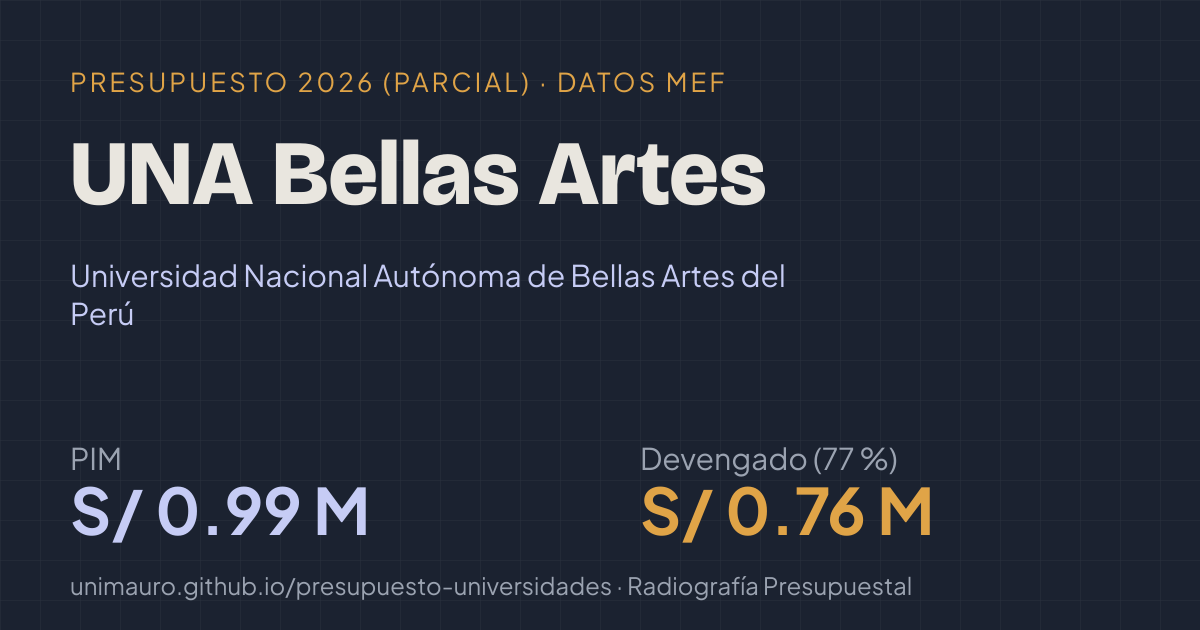 PRESUPUESTO 2026 (PARCIAL) · DATOS MEF
UNA Bellas Artes
Universidad Nacional Autónoma de Bellas Artes del
Perú
PIM
S/ 0.99 M
Devengado (77 %)
S/ 0.76 M
unimauro.github.io/presupuesto-universidades · Radiografía Presupuestal